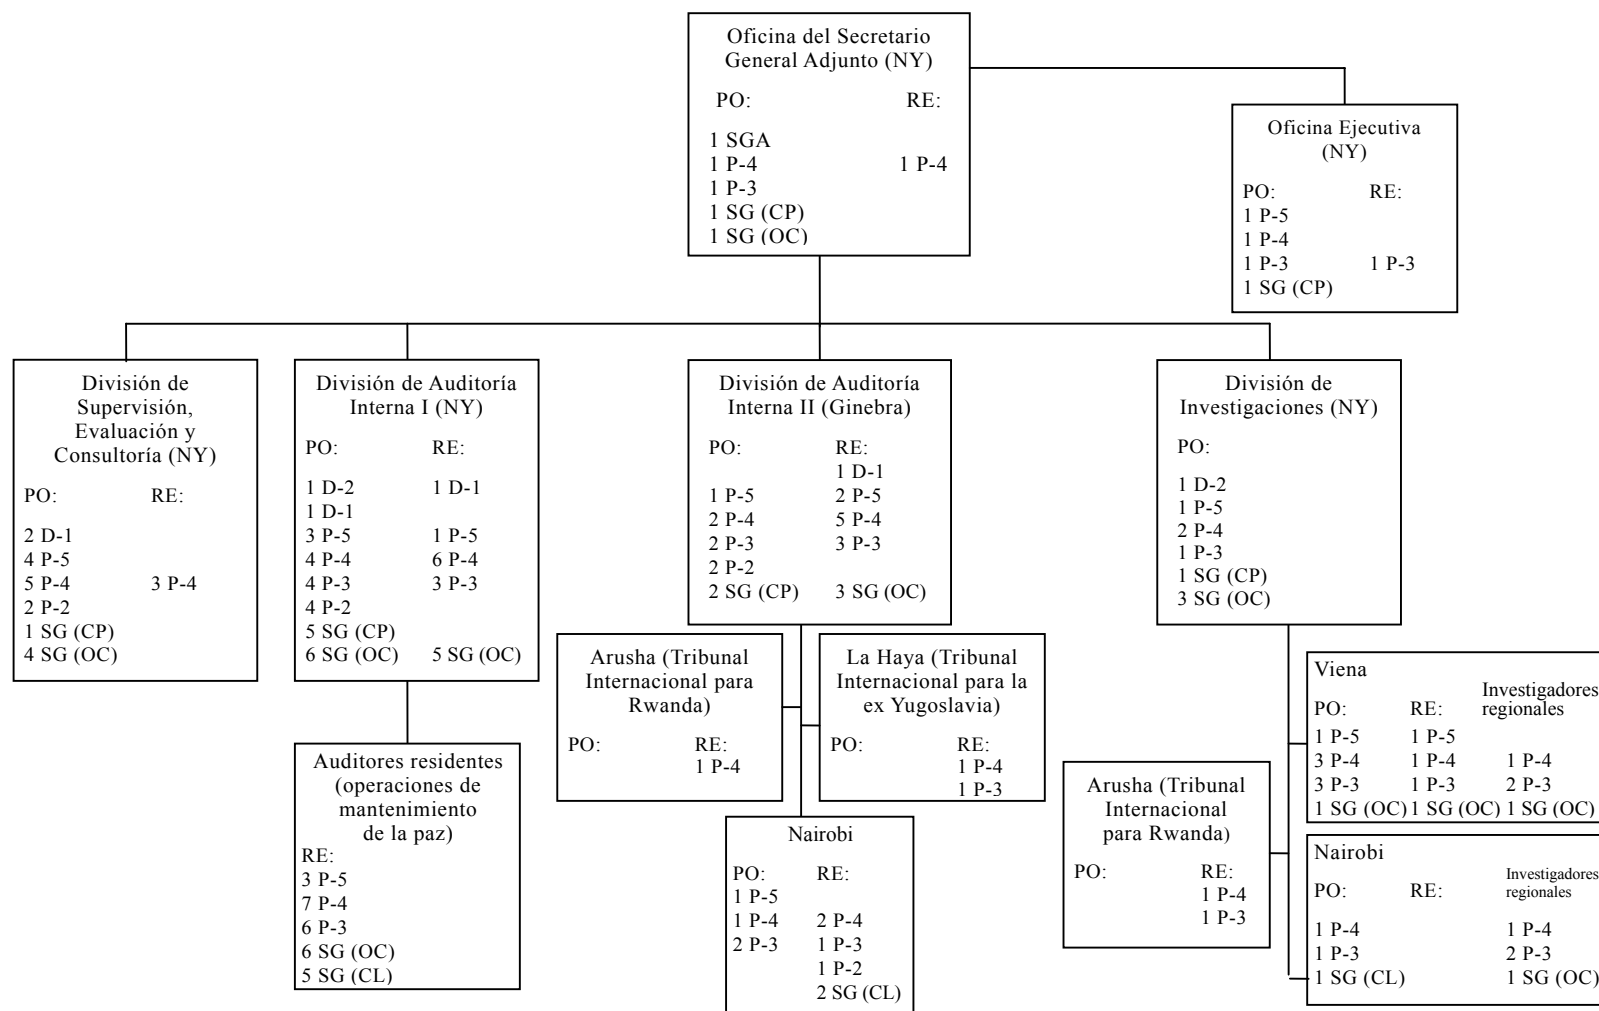 Oficina del Secretario
General Adjunto (NY)
PO: RE:
1 SGA
1 P-4 1 P-4
1 P-3
1 SG (CP)
1 SG (OC)
Oficina Ejecutiva
(NY)
PO: RE:
1 P-5
1 P-4
1 P-3 1 P-3
1 SG (CP)
División de
Supervisión,
Evaluación y
Consultoría (NY)
PO: RE:
2 D-1
4 P-5
5 P-4 3 P-4
2 P-2
1 SG (CP)
4 SG (OC)
División de Auditoría
Interna I (NY)
PO: RE:
1 D-2 1 D-1
1 D-1
3 P-5 1 P-5
4 P-4 6 P-4
4 P-3 3 P-3
4 P-2
5 SG (CP)
6 SG (OC) 5 SG (OC)
Auditores residentes
(operaciones de
mantenimiento
de la paz)
RE:
3 P-5
7 P-4
6 P-3
6 SG (OC)
5 SG (CL)
División de Auditoría
Interna II (Ginebra)
PO: RE:
1 D-1
1 P-5 2 P-5
2 P-4 5 P-4
2 P-3 3 P-3
2 P-2
2 SG (CP) 3 SG (OC)
Arusha (Tribunal
Internacional para
Rwanda)
PO: RE:
1 P-4
La Haya (Tribunal
Internacional para la
ex Yugoslavia)
PO: RE:
1 P-4
1 P-3
Nairobi
PO: RE:
1 P-5
1 P-4 2 P-4
2 P-3 1 P-3
1 P-2
2 SG (CL)
División de
Investigaciones (NY)
PO:
1 D-2
1 P-5
2 P-4
1 P-3
1 SG (CP)
3 SG (OC)
Arusha (Tribunal
Internacional
para Rwanda)
PO: RE:
1 P-4
1 P-3
Viena
Investigadores
PO: RE: regionales
1 P-5 1 P-5
3 P-4 1 P-4 1 P-4
3 P-3 1 P-3 2 P-3
1 SG (OC) 1 SG (OC) 1 SG (OC)
Nairobi
Investigadores
PO: RE: regionales
1 P-4 1 P-4
1 P-3 2 P-3
1 SG (CL) 1 SG (OC)